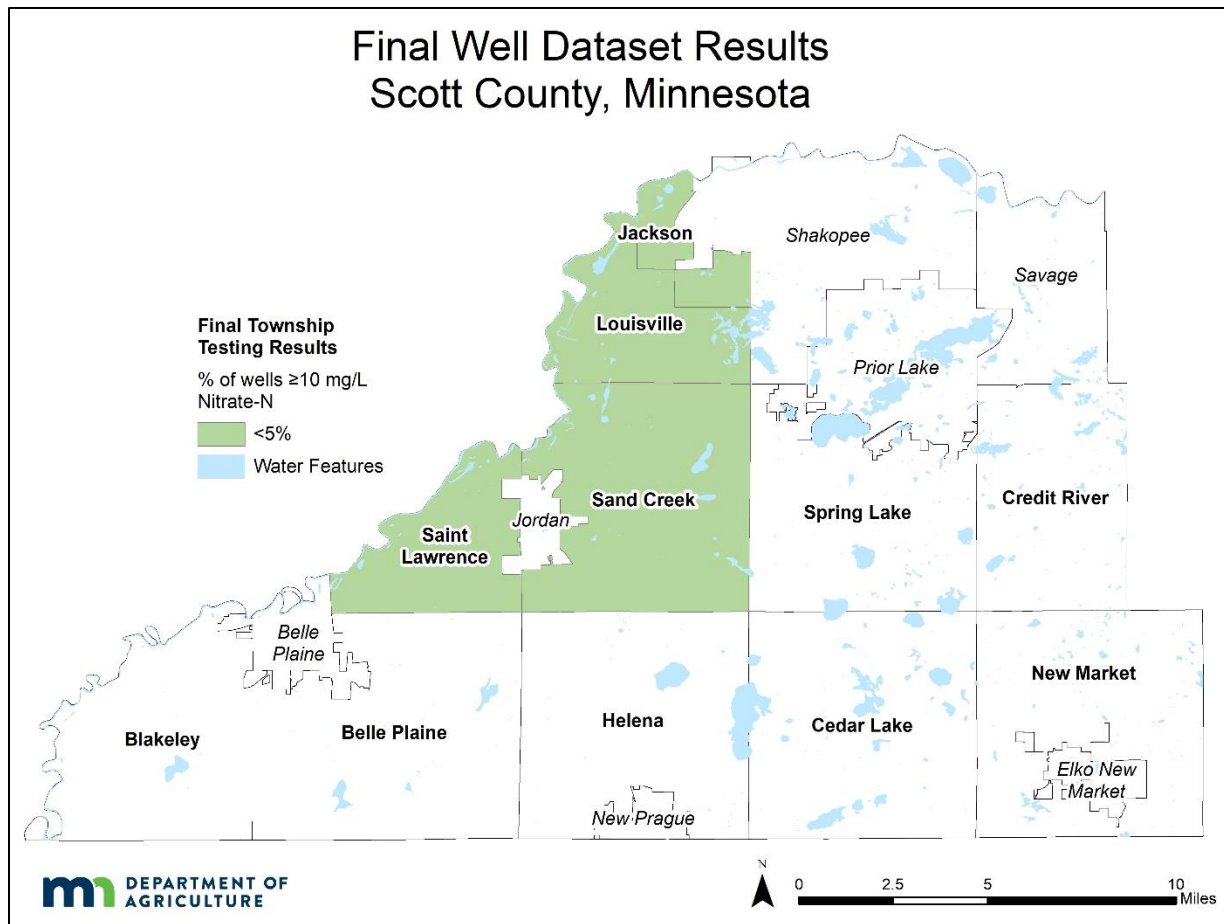 Final Well Dataset Results
Scott County, Minnesota
Jackson
Shakopee
Savage
Final Township
Testing Results
% of wells ≥10 mg/L
Nitrate-N
<5%
Water Features
Louisville
Prior Lake
Sand Creek
Jordan
Saint
Lawrence
Spring Lake
Credit River
Belle
Plaine
Blakeley
Belle Plaine
Helena
Cedar Lake
New Market
Elko New
Market
New Prague
DEPARTMENT OF
AGRICULTURE
N
0 2.5 5 10
Miles